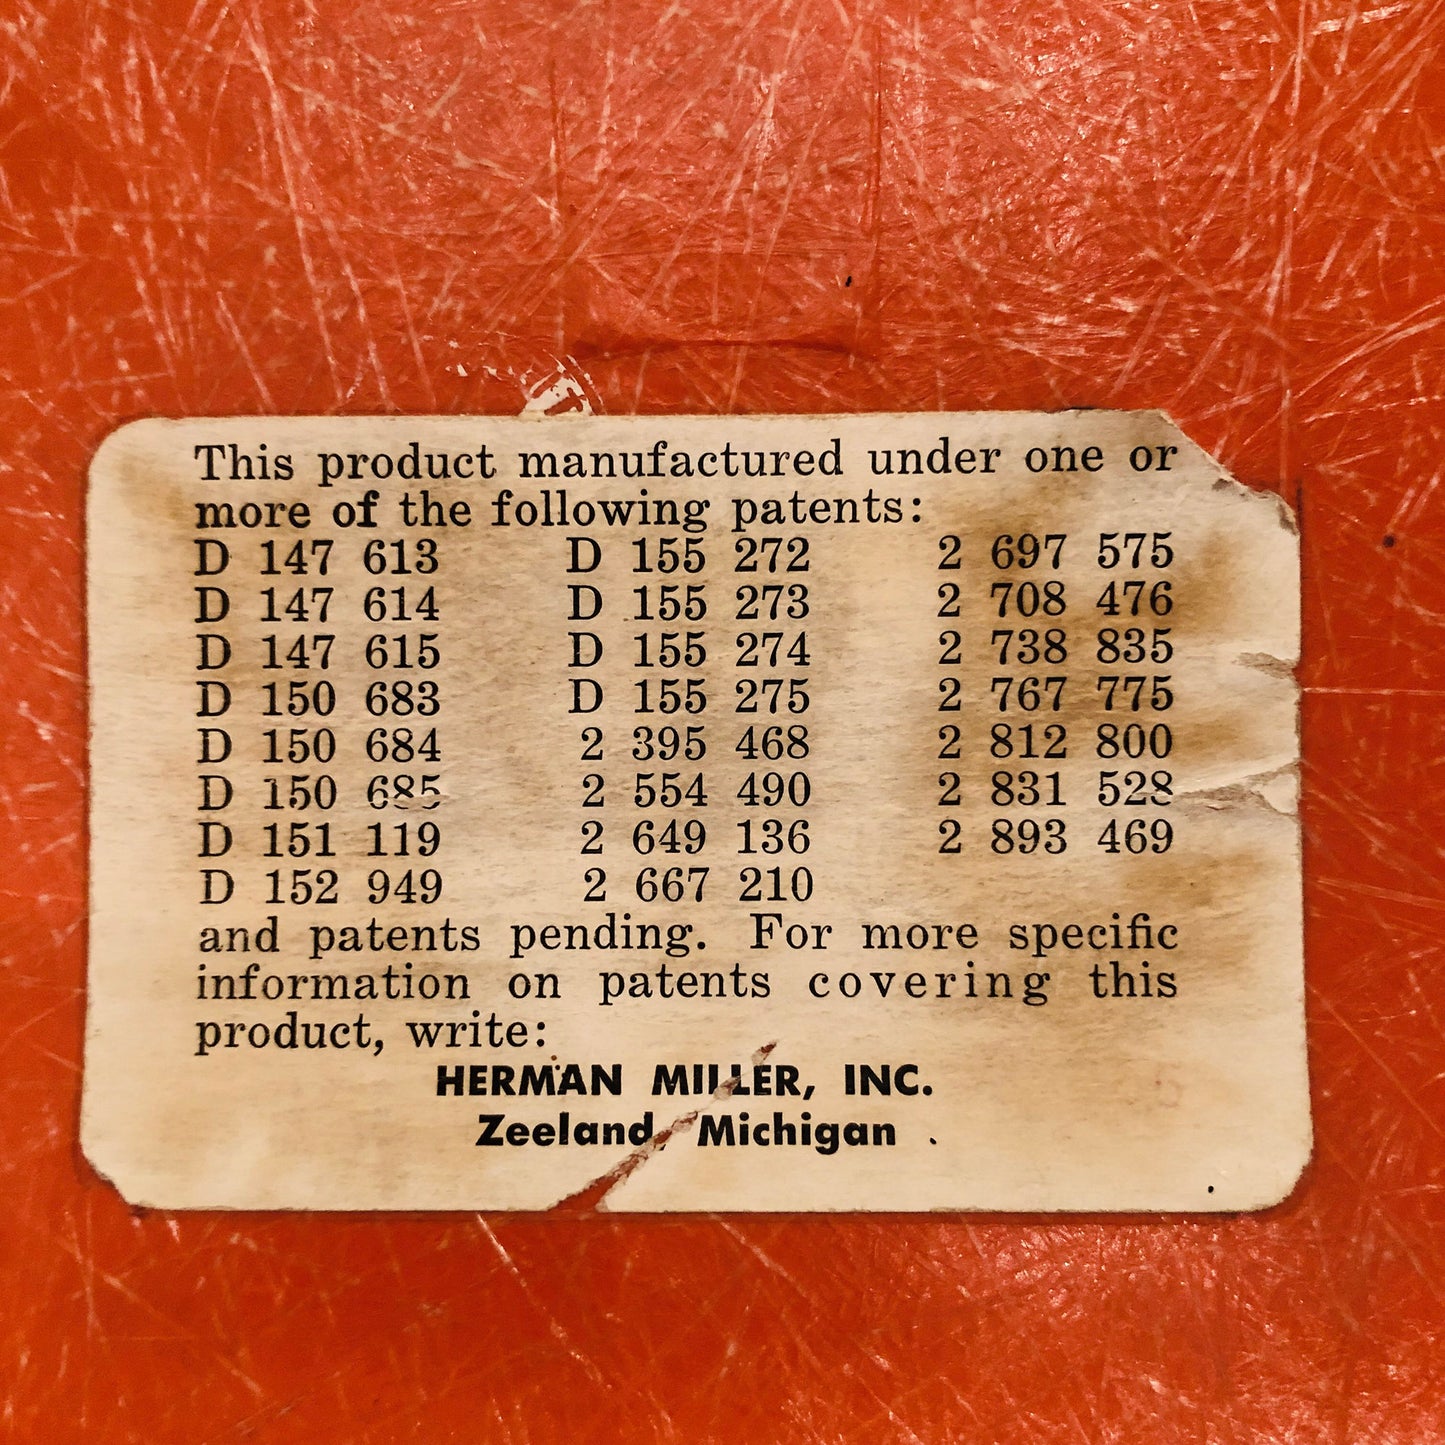 This product manufactured under one or
more of the following patents:
D 147 613 D 155 272 2 697 575
D 147 614 D 155 273 2 708 476
D 147 615 D 155 274 2 738 835
D 150 683 D 155 275 2 767 775
D 150 684 2 395 468 2 812 800
D 150 685 2 554 490 2 831 528
D 151 119 2 649 136 2 893 469
D 152 949 2 667 210
and patents pending. For more specific
information on patents covering this
product, write:
HERMAN MILLER, INC.
Zeeland, Michigan